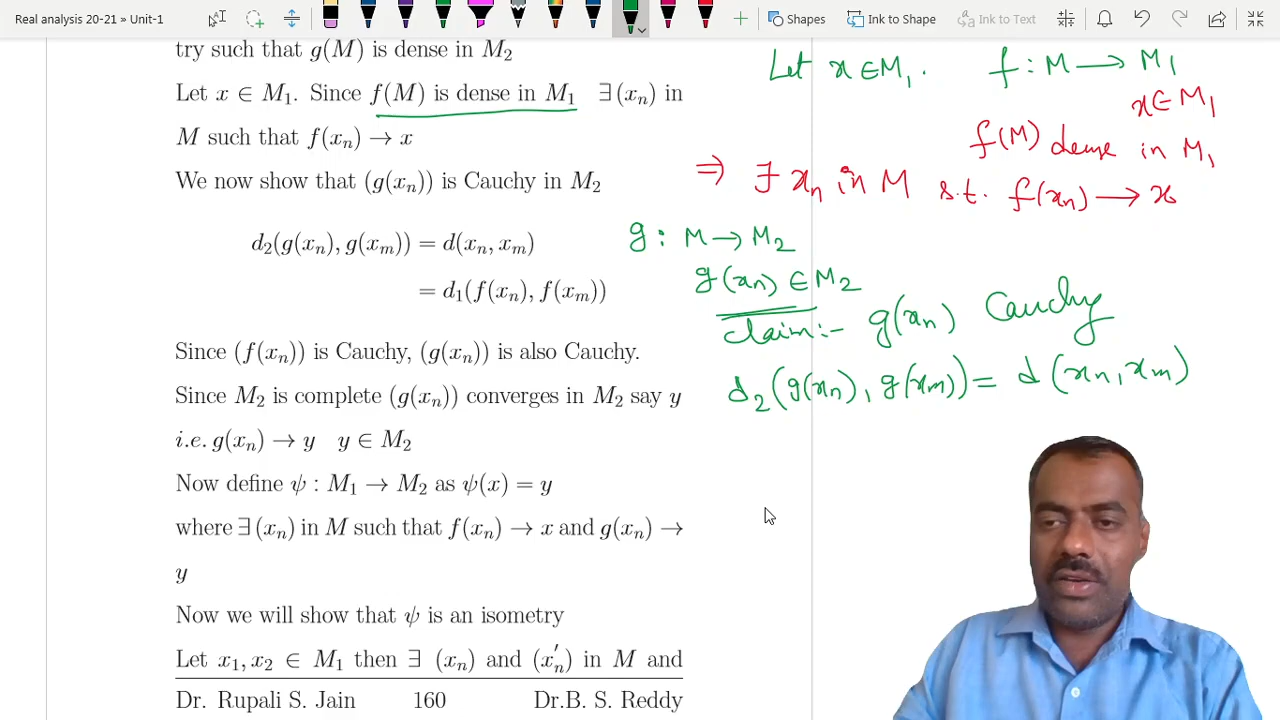 Real analysis 20-21 » Unit-1
Shapes
Ink to Shape
Ink to Text
try such that g(M) is dense in M₂
Let x ∈ M₁. Since f(M) is dense in M₁ ∃ (xₙ) in
M such that f(xₙ) → x
We now show that (g(xₙ)) is Cauchy in M₂
d₂(g(xₙ), g(xₘ)) = d(xₙ, xₘ)
= d₁(f(xₙ), f(xₘ))
Since (f(xₙ)) is Cauchy, (g(xₙ)) is also Cauchy.
Since M₂ is complete (g(xₙ)) converges in M₂ say y
i.e. g(xₙ) → y y ∈ M₂
Now define ψ : M₁ → M₂ as ψ(x) = y
where ∃ (xₙ) in M such that f(xₙ) → x and g(xₙ) →
y
Now we will show that ψ is an isometry
Let x₁, x₂ ∈ M₁ then ∃ (xₙ) and (xₙ′) in M and
Dr. Rupali S. Jain 160 Dr.B. S. Reddy
Let x ∈ M₁. f : M → M₁
x ∈ M₁
f(M) dense in M₁
⇒ ∃ xₙ in M s.t. f(xₙ) → x
g : M → M₂
g(xₙ) ∈ M₂
claim:- g(xₙ) Cauchy
d₂(g(xₙ), g(xₘ)) = d(xₙ, xₘ)